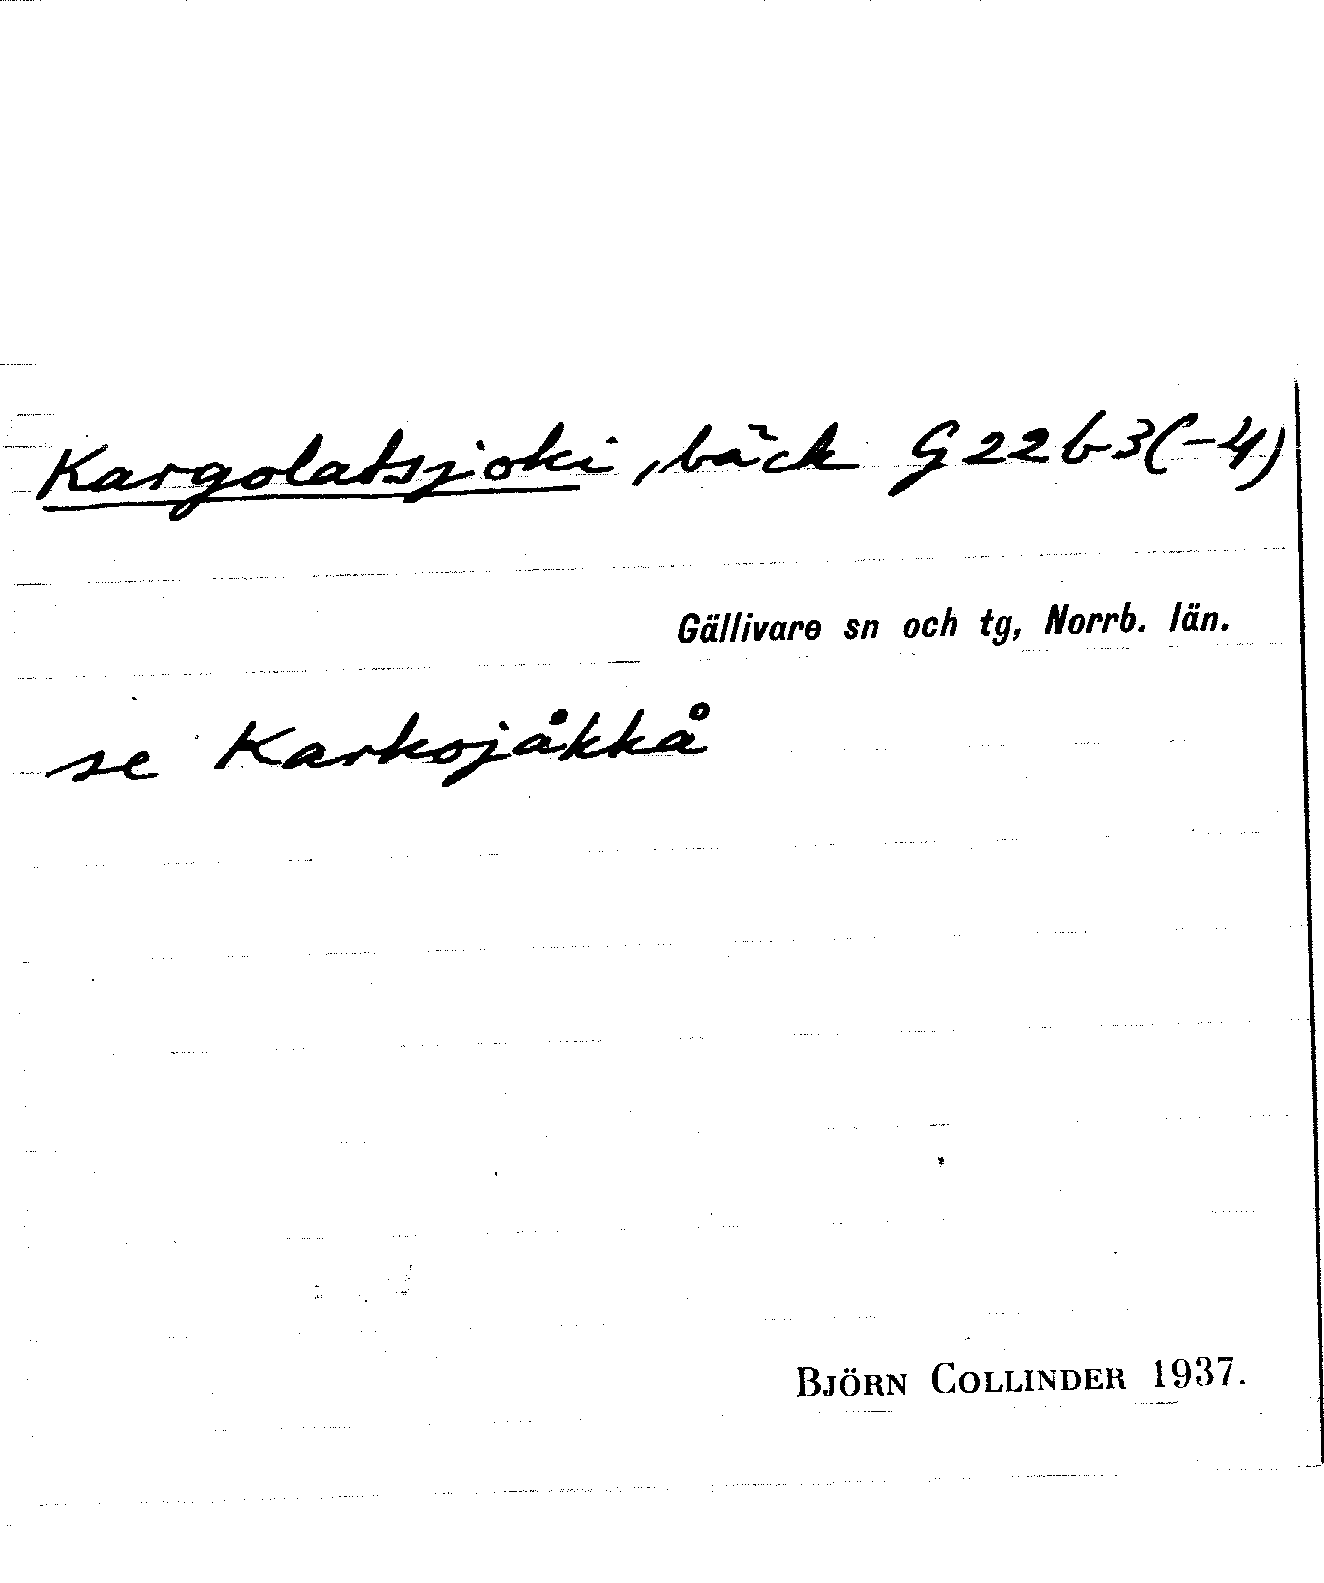 Kargolatsjoki, bäck G 22 b 3(-4)
Gällivare sn och tg, Norrb. län.
se Karkojåkkå
BJÖRN COLLINDER 1937.